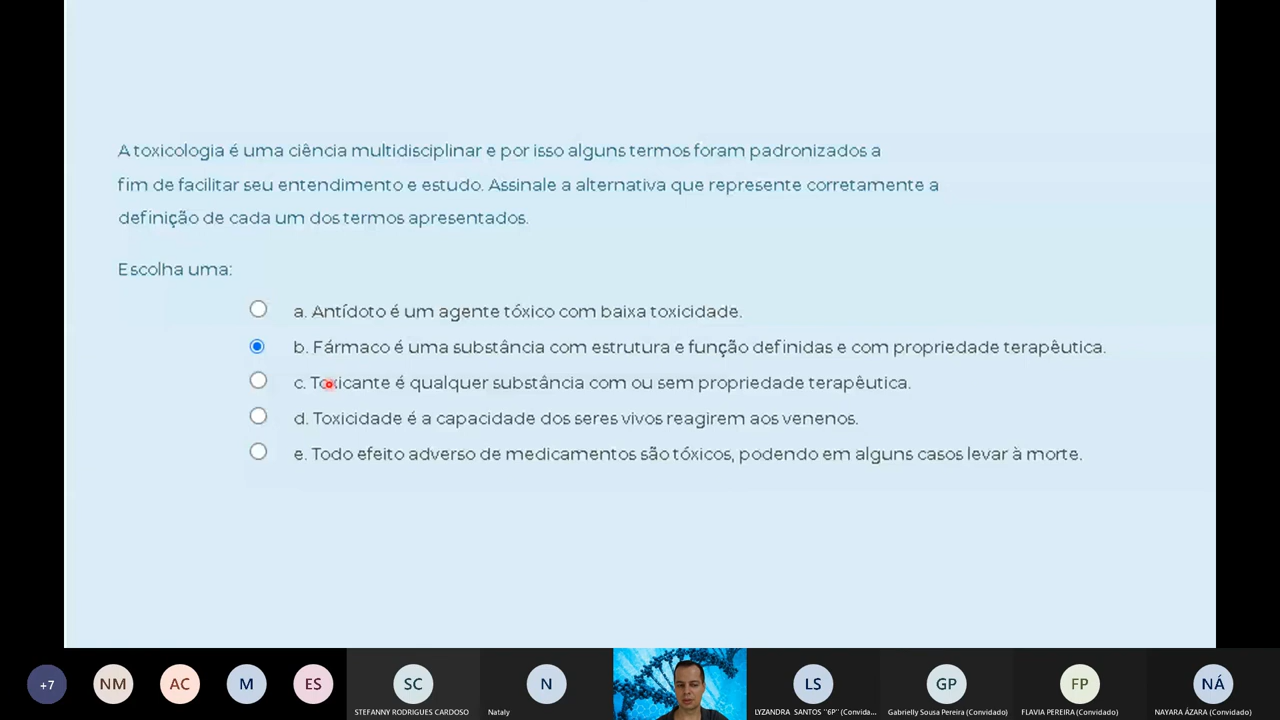 A toxicologia é uma ciência multidisciplinar e por isso alguns termos foram padronizados a
fim de facilitar seu entendimento e estudo. Assinale a alternativa que represente corretamente a
definição de cada um dos termos apresentados.
Escolha uma:
a. Antídoto é um agente tóxico com baixa toxicidade.
b. Fármaco é uma substância com estrutura e função definidas e com propriedade terapêutica.
c. Toxicante é qualquer substância com ou sem propriedade terapêutica.
d. Toxicidade é a capacidade dos seres vivos reagirem aos venenos.
e. Todo efeito adverso de medicamentos são tóxicos, podendo em alguns casos levar à morte.
+7 NM AC M ES SC N LS GP FP NÁ
STEFANNY RODRIGUES CARDOSO Nataly LYZANDRA SANTOS "6P" (Convida... Gabrielly Sousa Pereira (Convidado) FLAVIA PEREIRA (Convidado) NAYARA ÁZARA (Convidado)